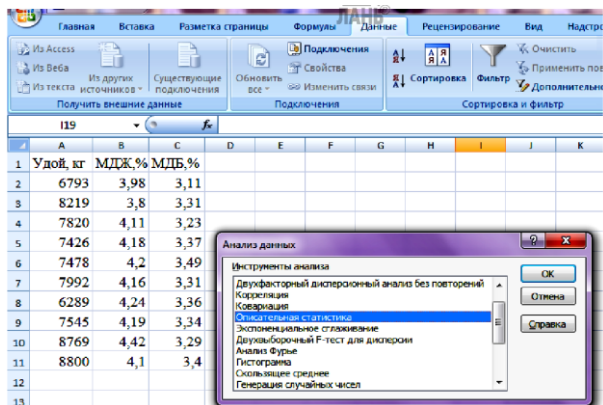 ЛАНЬ
Главная Вставка Разметка страницы Формулы Данные Рецензирование Вид Надстро
Из Access
Из Веба
Из текста
Из других источников
Существующие подключения
Получить внешние данные
Обновить все
Подключения
Свойства
Изменить связи
Подключения
Сортировка
Фильтр
Очистить
Применить пов
Дополнительн
Сортировка и фильтр
I19 fx
A B C D E F G H I J K
1 Удой, кг МДЖ,% МДБ,%
2 6793 3,98 3,11
3 8219 3,8 3,31
4 7820 4,11 3,23
5 7426 4,18 3,37
6 7478 4,2 3,49
7 7992 4,16 3,31
8 6289 4,24 3,36
9 7545 4,19 3,34
10 8769 4,42 3,29
11 8800 4,1 3,4
12
13
Анализ данных
Инструменты анализа
Двухфакторный дисперсионный анализ без повторений
Корреляция
Ковариация
Описательная статистика
Экспоненциальное сглаживание
Двухвыборочный F-тест для дисперсии
Анализ Фурье
Гистограмма
Скользящее среднее
Генерация случайных чисел
OK
Отмена
Справка